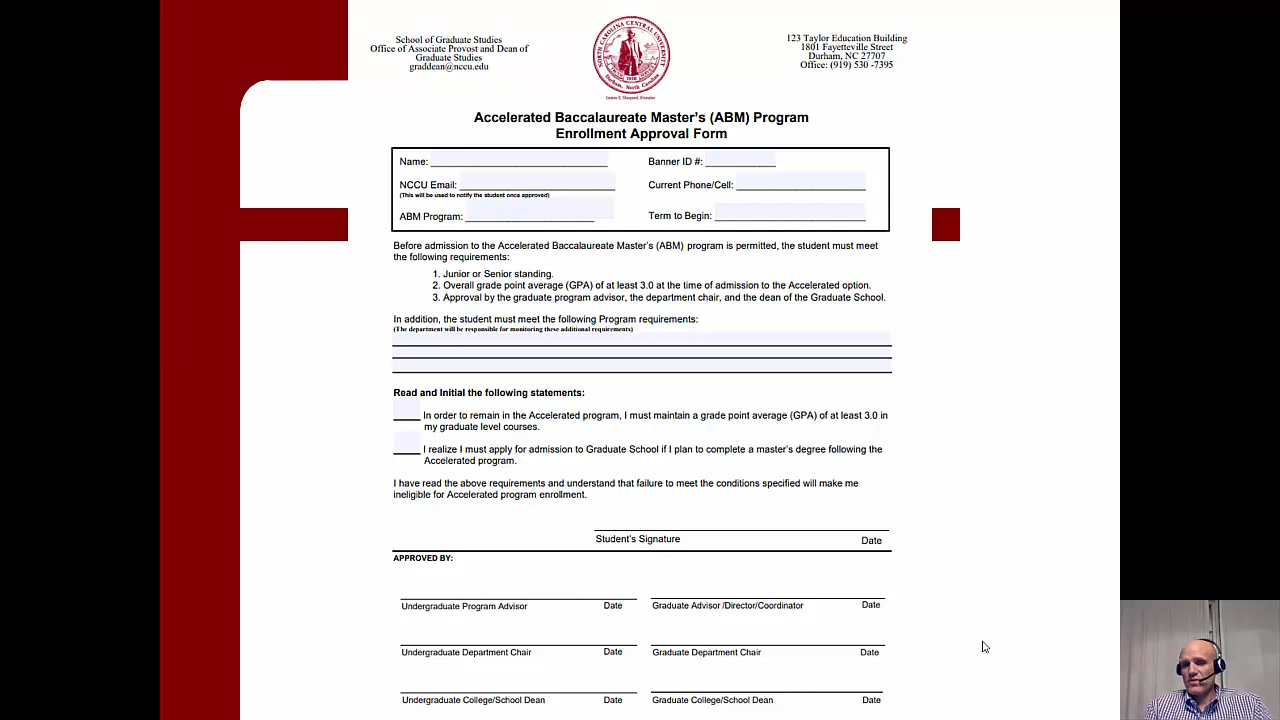 School of Graduate Studies
Office of Associate Provost and Dean of
Graduate Studies
graddean@nccu.edu
NORTH CAROLINA CENTRAL UNIVERSITY
Durham, North Carolina
James E. Shepard, Founder
123 Taylor Education Building
1801 Fayetteville Street
Durham, NC 27707
Office: (919) 530 -7395
Accelerated Baccalaureate Master's (ABM) Program
Enrollment Approval Form
Name:
Banner ID #:
NCCU Email:
Current Phone/Cell:
(This will be used to notify the student once approved)
ABM Program:
Term to Begin:
Before admission to the Accelerated Baccalaureate Master's (ABM) program is permitted, the student must meet
the following requirements:
1. Junior or Senior standing.
2. Overall grade point average (GPA) of at least 3.0 at the time of admission to the Accelerated option.
3. Approval by the graduate program advisor, the department chair, and the dean of the Graduate School.
In addition, the student must meet the following Program requirements:
(The department will be responsible for monitoring these additional requirements)
Read and Initial the following statements:
In order to remain in the Accelerated program, I must maintain a grade point average (GPA) of at least 3.0 in
my graduate level courses.
I realize I must apply for admission to Graduate School if I plan to complete a master's degree following the
Accelerated program.
I have read the above requirements and understand that failure to meet the conditions specified will make me
ineligible for Accelerated program enrollment.
Student's Signature Date
APPROVED BY:
Undergraduate Program Advisor Date
Graduate Advisor /Director/Coordinator Date
Undergraduate Department Chair Date
Graduate Department Chair Date
Undergraduate College/School Dean Date
Graduate College/School Dean Date